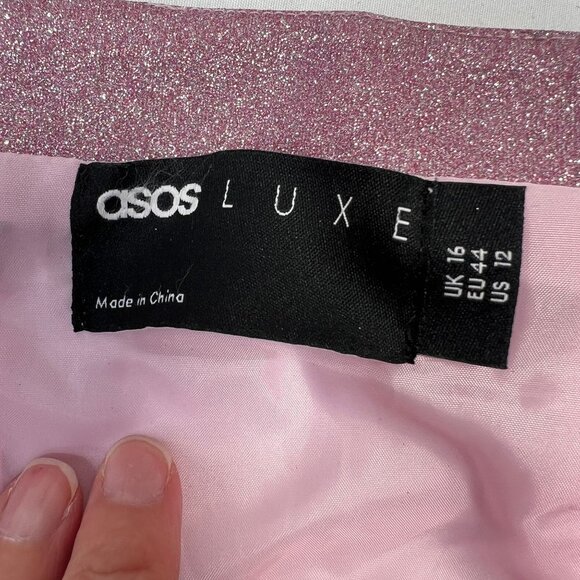 asos LUXE
Made in China
UK 16
EU 44
US 12